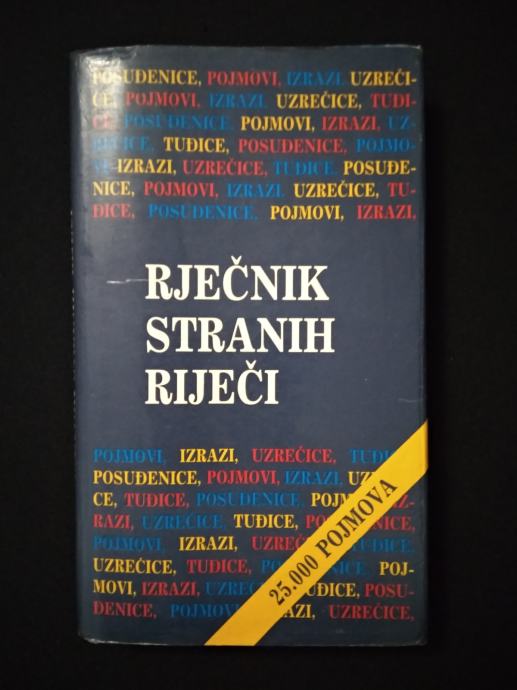 POSUĐENICE, POJMOVI, IZRAZI, UZREČI-
CE, POJMOVI, IZRAZI, UZREČICE, TUĐI-
CE, POSUĐENICE, POJMOVI, IZRAZI, UZ-
REČICE, TUĐICE, POSUĐENICE, POJMO-
VI, IZRAZI, UZREČICE, TUĐICE, POSUĐE-
NICE, POJMOVI, IZRAZI, UZREČICE, TU-
ĐICE, POSUĐENICE, POJMOVI, IZRAZI,
RJEČNIK
STRANIH
RIJEČI
POJMOVI, IZRAZI, UZREČICE,
POSUĐENICE, POJMOVI, IZRAZI,
CE, TUĐICE, POSUĐENICE,
RAZI, UZREČICE, TUĐICE,
POJMOVI, IZRAZI,
UZREČICE, TUĐICE, POJ-
MOVI, IZRAZI, POSU-
ĐENICE, POJMOVI, UZREČICE,
25.000 POJMOVA